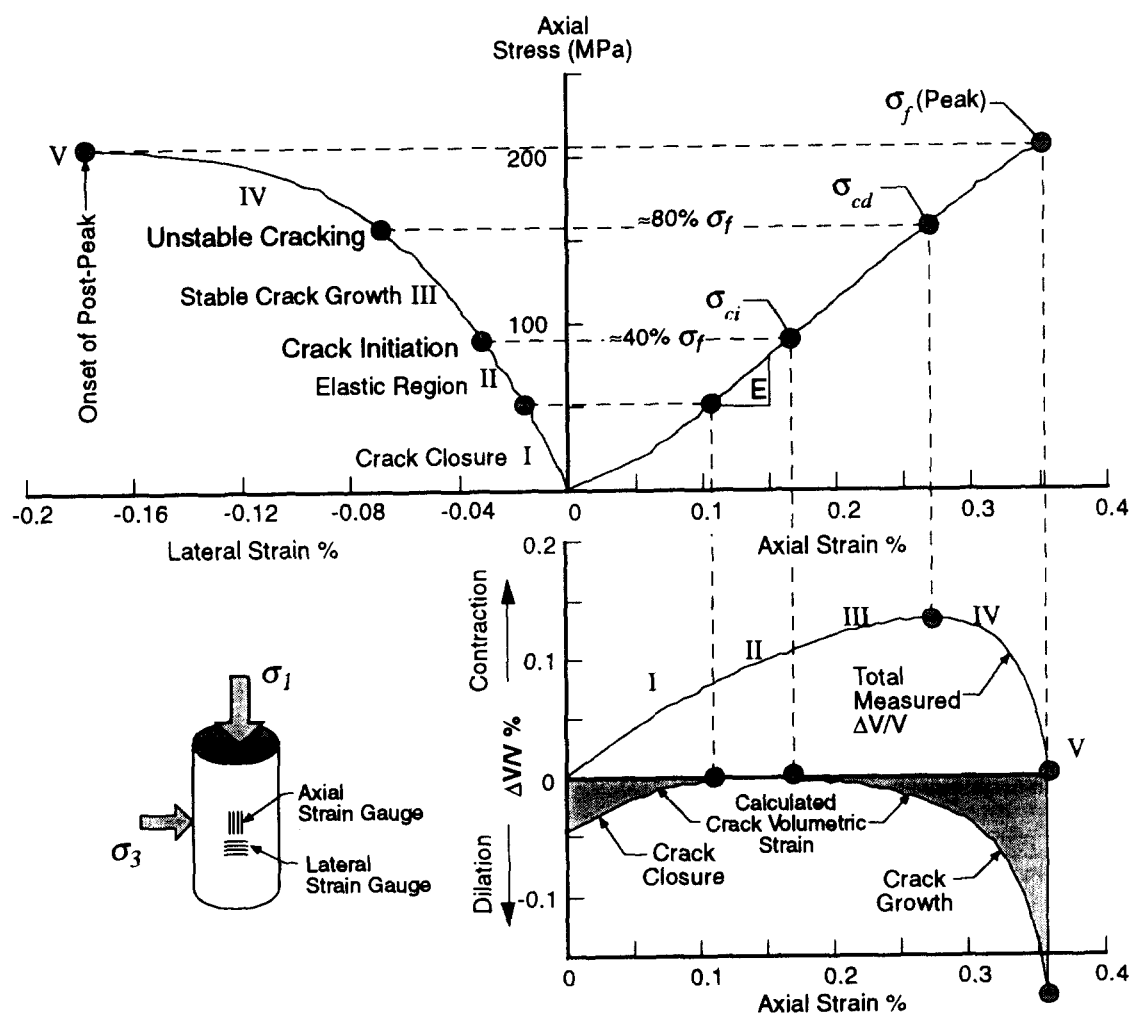 Axial
Stress (MPa)
σf (Peak)
V
200
IV
σcd
Unstable Cracking
≈80% σf
Onset of Post-Peak
Stable Crack Growth III
σci
100
Crack Initiation
≈40% σf
Elastic Region II
E
Crack Closure I
-0.2 -0.16 -0.12 -0.08 -0.04 0 0.1 0.2 0.3 0.4
Lateral Strain %
Axial Strain %
0.2
Contraction
III
IV
II
0.1
I
Total
Measured
ΔV/V
V
ΔV/V %
0
Calculated
Crack Volumetric
Strain
Crack
Closure
Crack
Growth
Dilation
-0.1
0 0.1 0.2 0.3 0.4
Axial Strain %
σ1
Axial
Strain Gauge
σ3
Lateral
Strain Gauge